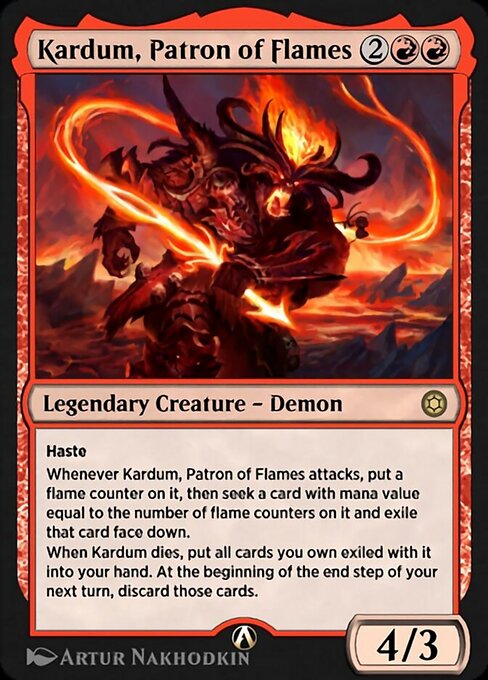 Kardum, Patron of Flames 2
Legendary Creature – Demon
Haste
Whenever Kardum, Patron of Flames attacks, put a
flame counter on it, then seek a card with mana value
equal to the number of flame counters on it and exile
that card face down.
When Kardum dies, put all cards you own exiled with it
into your hand. At the beginning of the end step of your
next turn, discard those cards.
Artur Nakhodkin
4/3